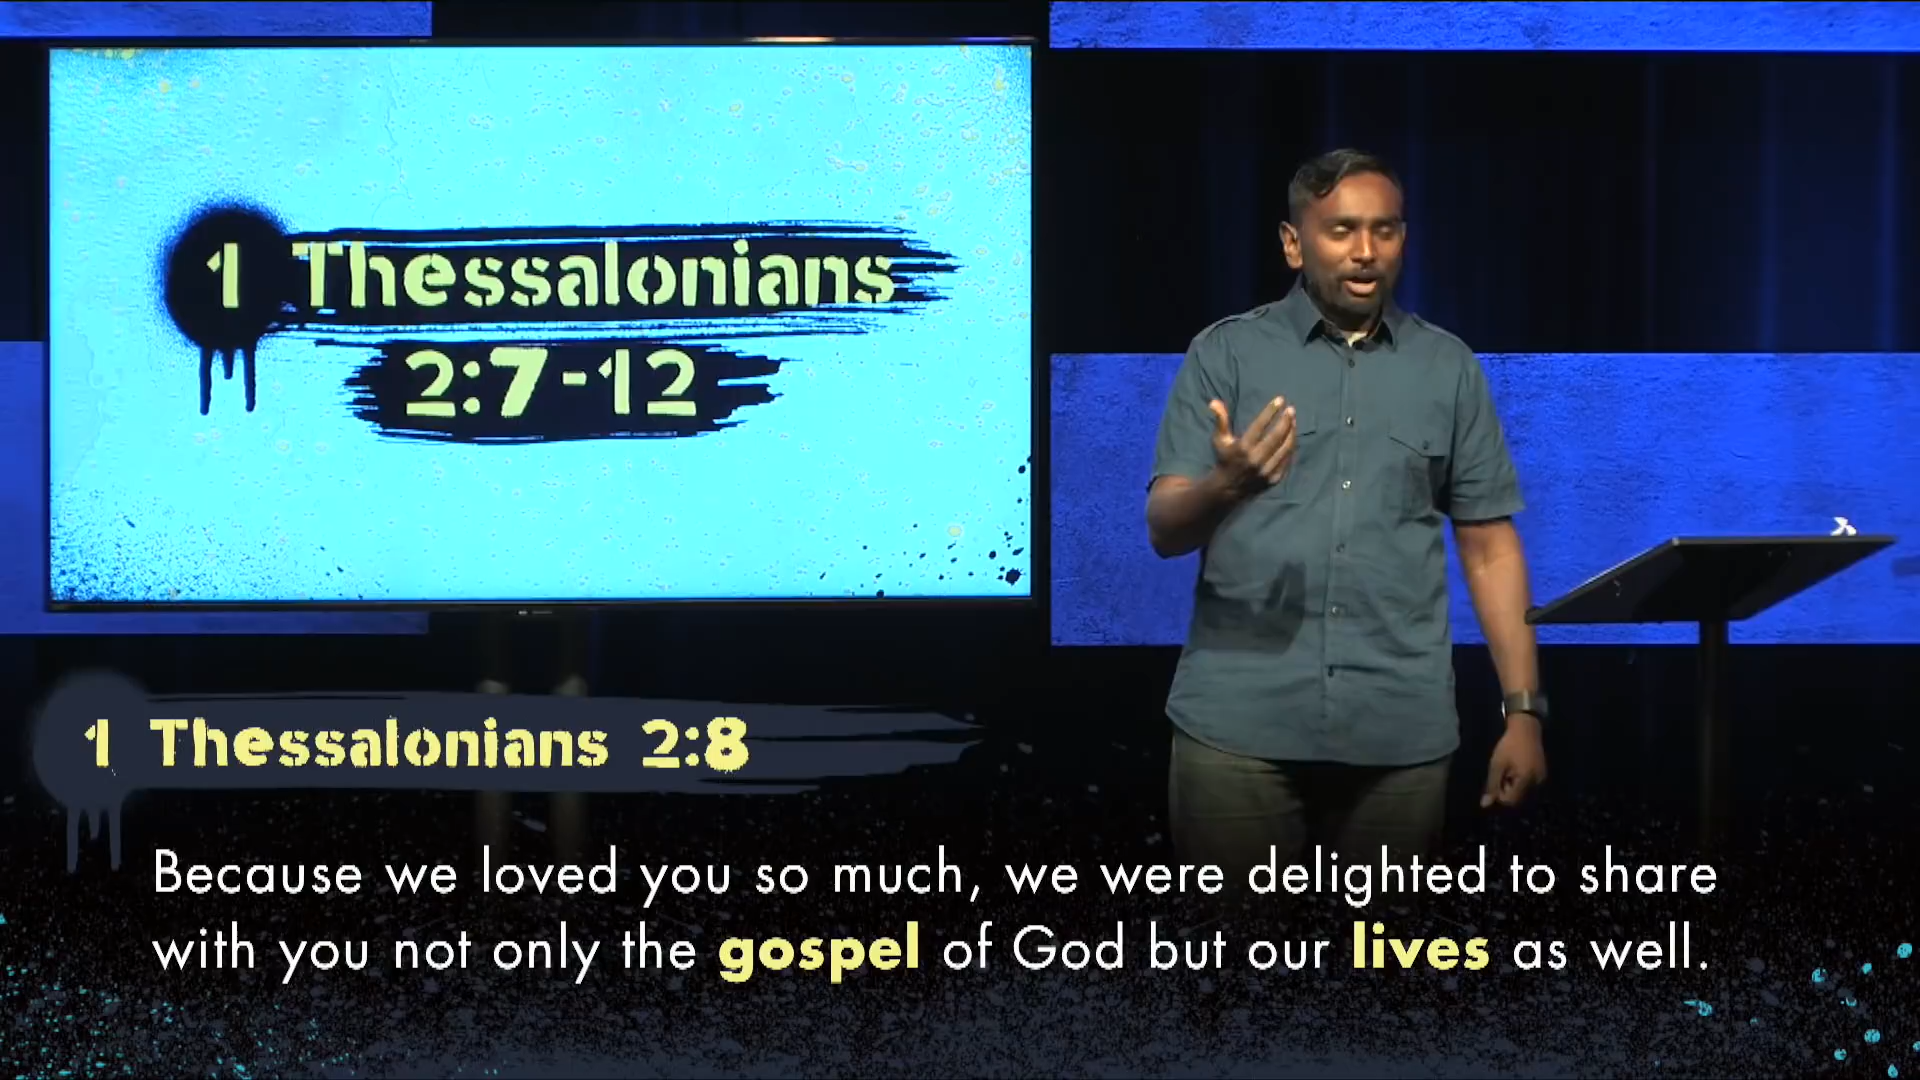 1 Thessalonians
2:7-12
1 Thessalonians 2:8
Because we loved you so much, we were delighted to share
with you not only the gospel of God but our lives as well.